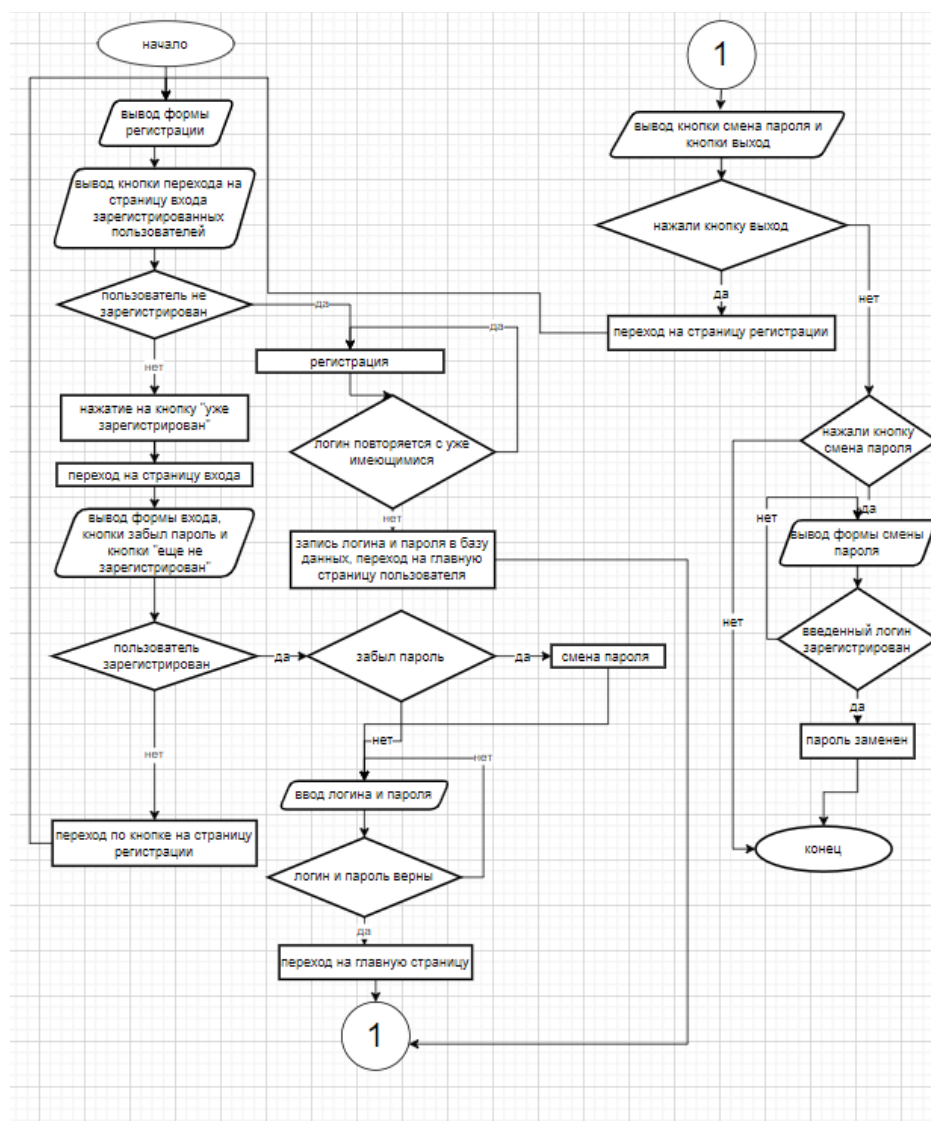 начало
вывод формы
регистрации
вывод кнопки перехода на
страницу входа
зарегистрированных
пользователей
пользователь не
зарегистрирован
да
нет
нажатие на кнопку "уже
зарегистрирован"
переход на страницу входа
вывод формы входа,
кнопки забыл пароль и
кнопки "еще не
зарегистрирован"
пользователь
зарегистрирован
да
нет
переход по кнопке на страницу
регистрации
регистрация
да
логин повторяется с уже
имеющимися
нет
запись логина и пароля в базу
данных, переход на главную
страницу пользователя
забыл пароль
да
смена пароля
нет
нет
ввод логина и пароля
логин и пароль верны
да
переход на главную страницу
1
1
вывод кнопки смена пароля и
кнопки выход
нажали кнопку выход
да
нет
переход на страницу регистрации
нажали кнопку
смена пароля
да
нет
вывод формы смены
пароля
нет
введенный логин
зарегистрирован
да
пароль заменен
конец